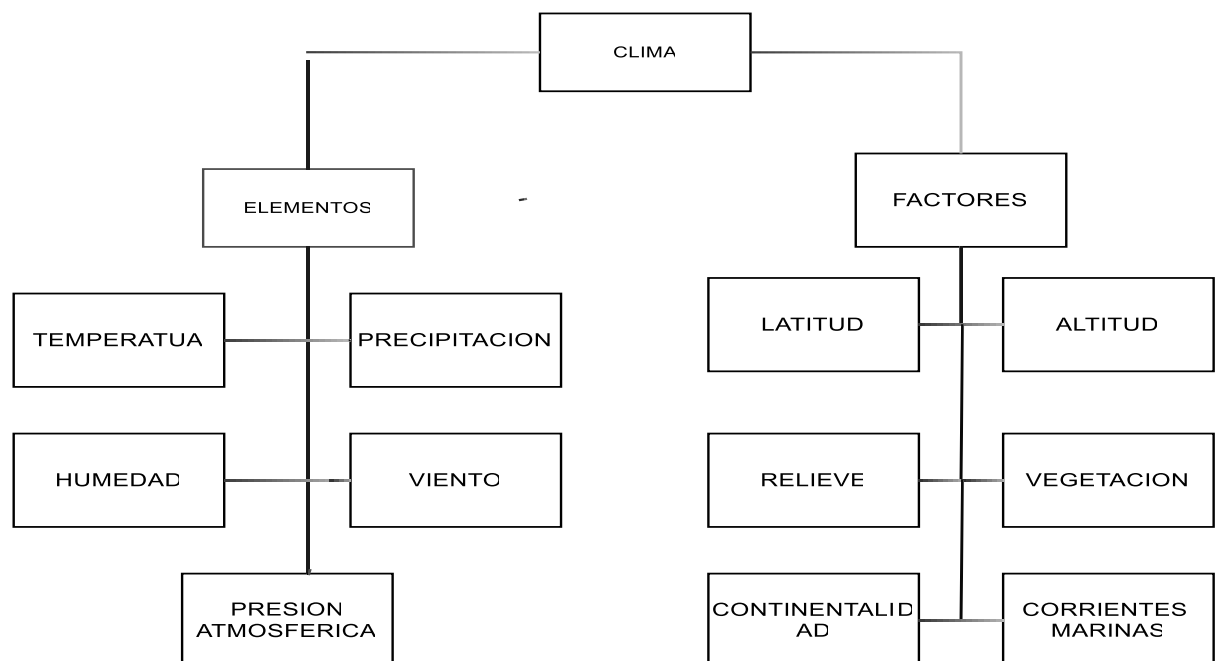 CLIMA
ELEMENTOS
FACTORES
TEMPERATUA
PRECIPITACION
LATITUD
ALTITUD
HUMEDAD
VIENTO
RELIEVE
VEGETACION
PRESION
ATMOSFERICA
CONTINENTALID
AD
CORRIENTES
MARINAS